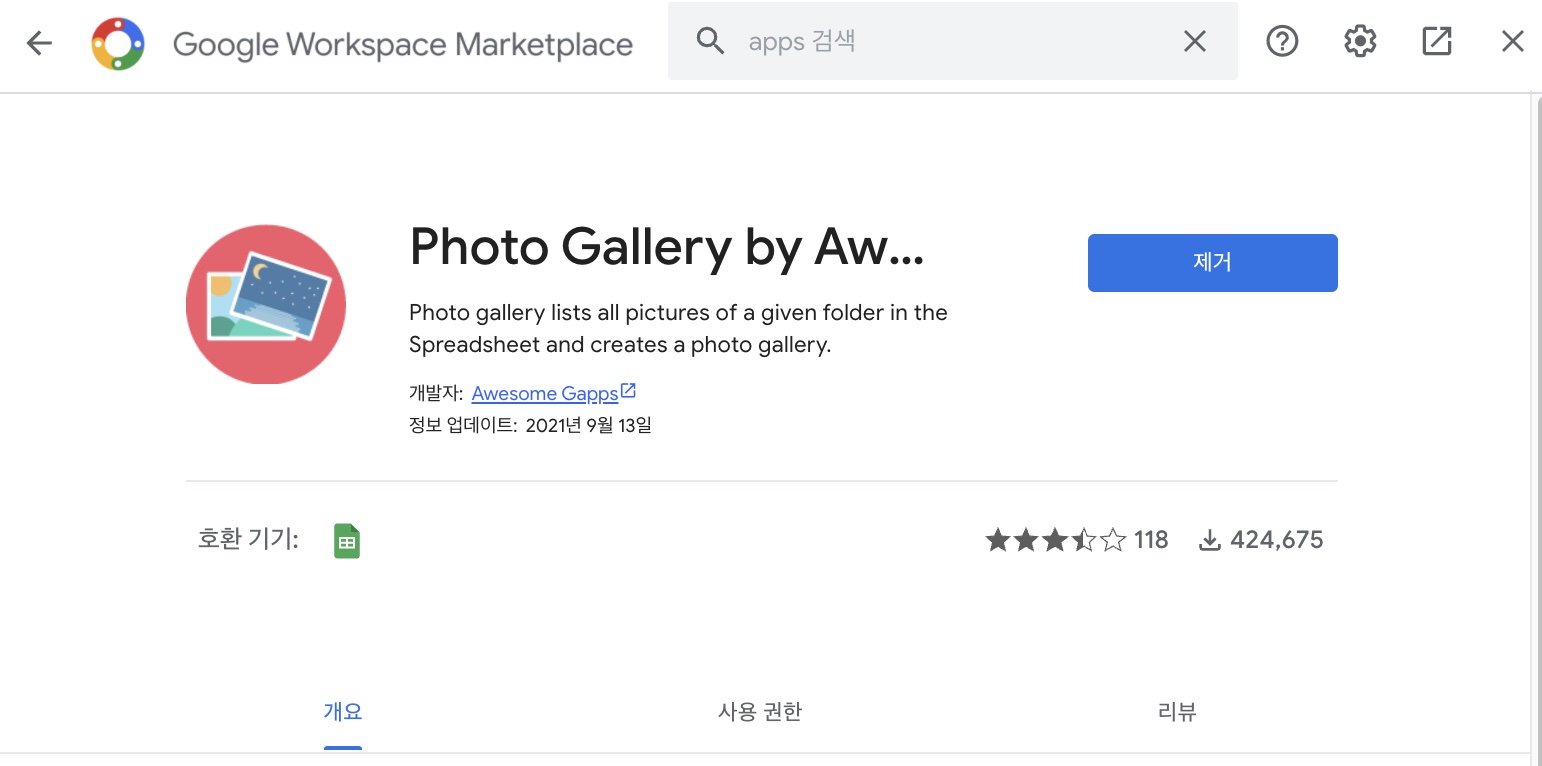 Google Workspace Marketplace
apps 검색
Photo Gallery by Aw...
제거
Photo gallery lists all pictures of a given folder in the
Spreadsheet and creates a photo gallery.
개발자: Awesome Gapps
정보 업데이트: 2021년 9월 13일
호환 기기:
118
424,675
개요
사용 권한
리뷰